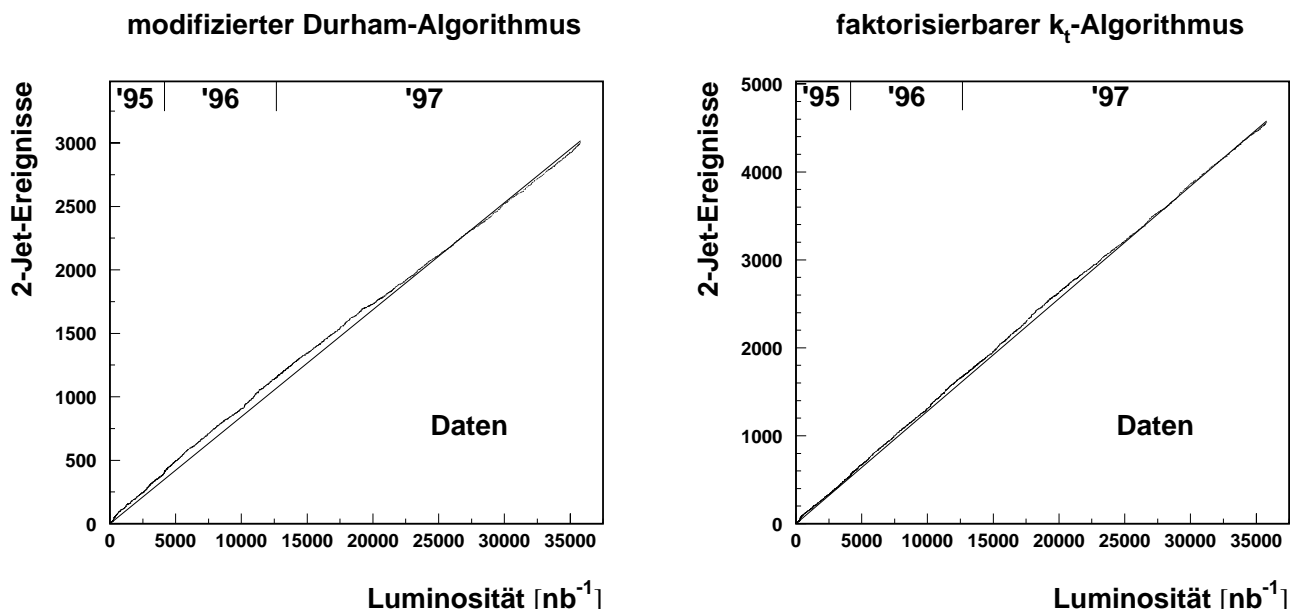 modifizierter Durham-Algorithmus
2-Jet-Ereignisse
'95 '96 '97
3000
2500
2000
1500
1000
500
0
Daten
0 5000 10000 15000 20000 25000 30000 35000
Luminosität [nb⁻¹]
faktorisierbarer kₜ-Algorithmus
2-Jet-Ereignisse
'95 '96 '97
5000
4000
3000
2000
1000
0
Daten
0 5000 10000 15000 20000 25000 30000 35000
Luminosität [nb⁻¹]